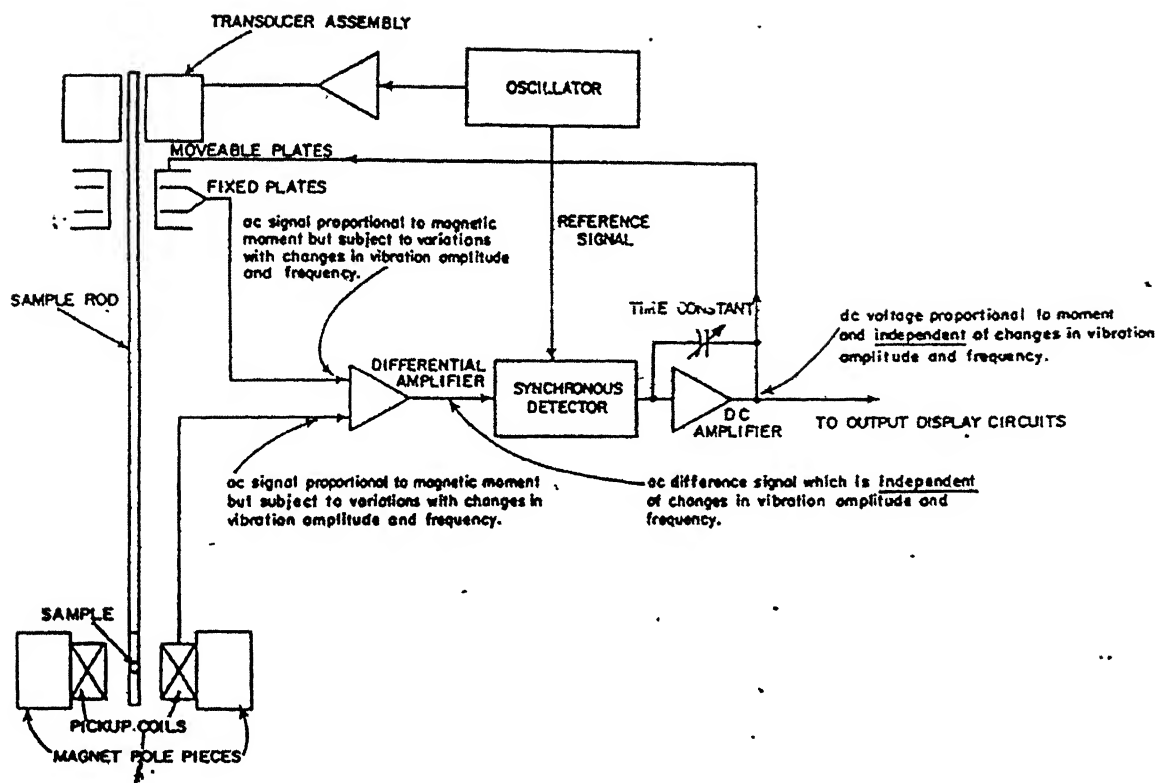 TRANSDUCER ASSEMBLY
OSCILLATOR
MOVEABLE PLATES
FIXED PLATES
ac signal proportional to magnetic
moment but subject to variations
with changes in vibration amplitude
and frequency.
REFERENCE
SIGNAL
SAMPLE ROD
TIME CONSTANT
dc voltage proportional to moment
and independent of changes in vibration
amplitude and frequency.
DIFFERENTIAL
AMPLIFIER
SYNCHRONOUS
DETECTOR
DC
AMPLIFIER
TO OUTPUT DISPLAY CIRCUITS
ac signal proportional to magnetic moment
but subject to variations with changes in
vibration amplitude and frequency.
ac difference signal which is independent
of changes in vibration amplitude and
frequency.
SAMPLE
PICKUP COILS
MAGNET POLE PIECES